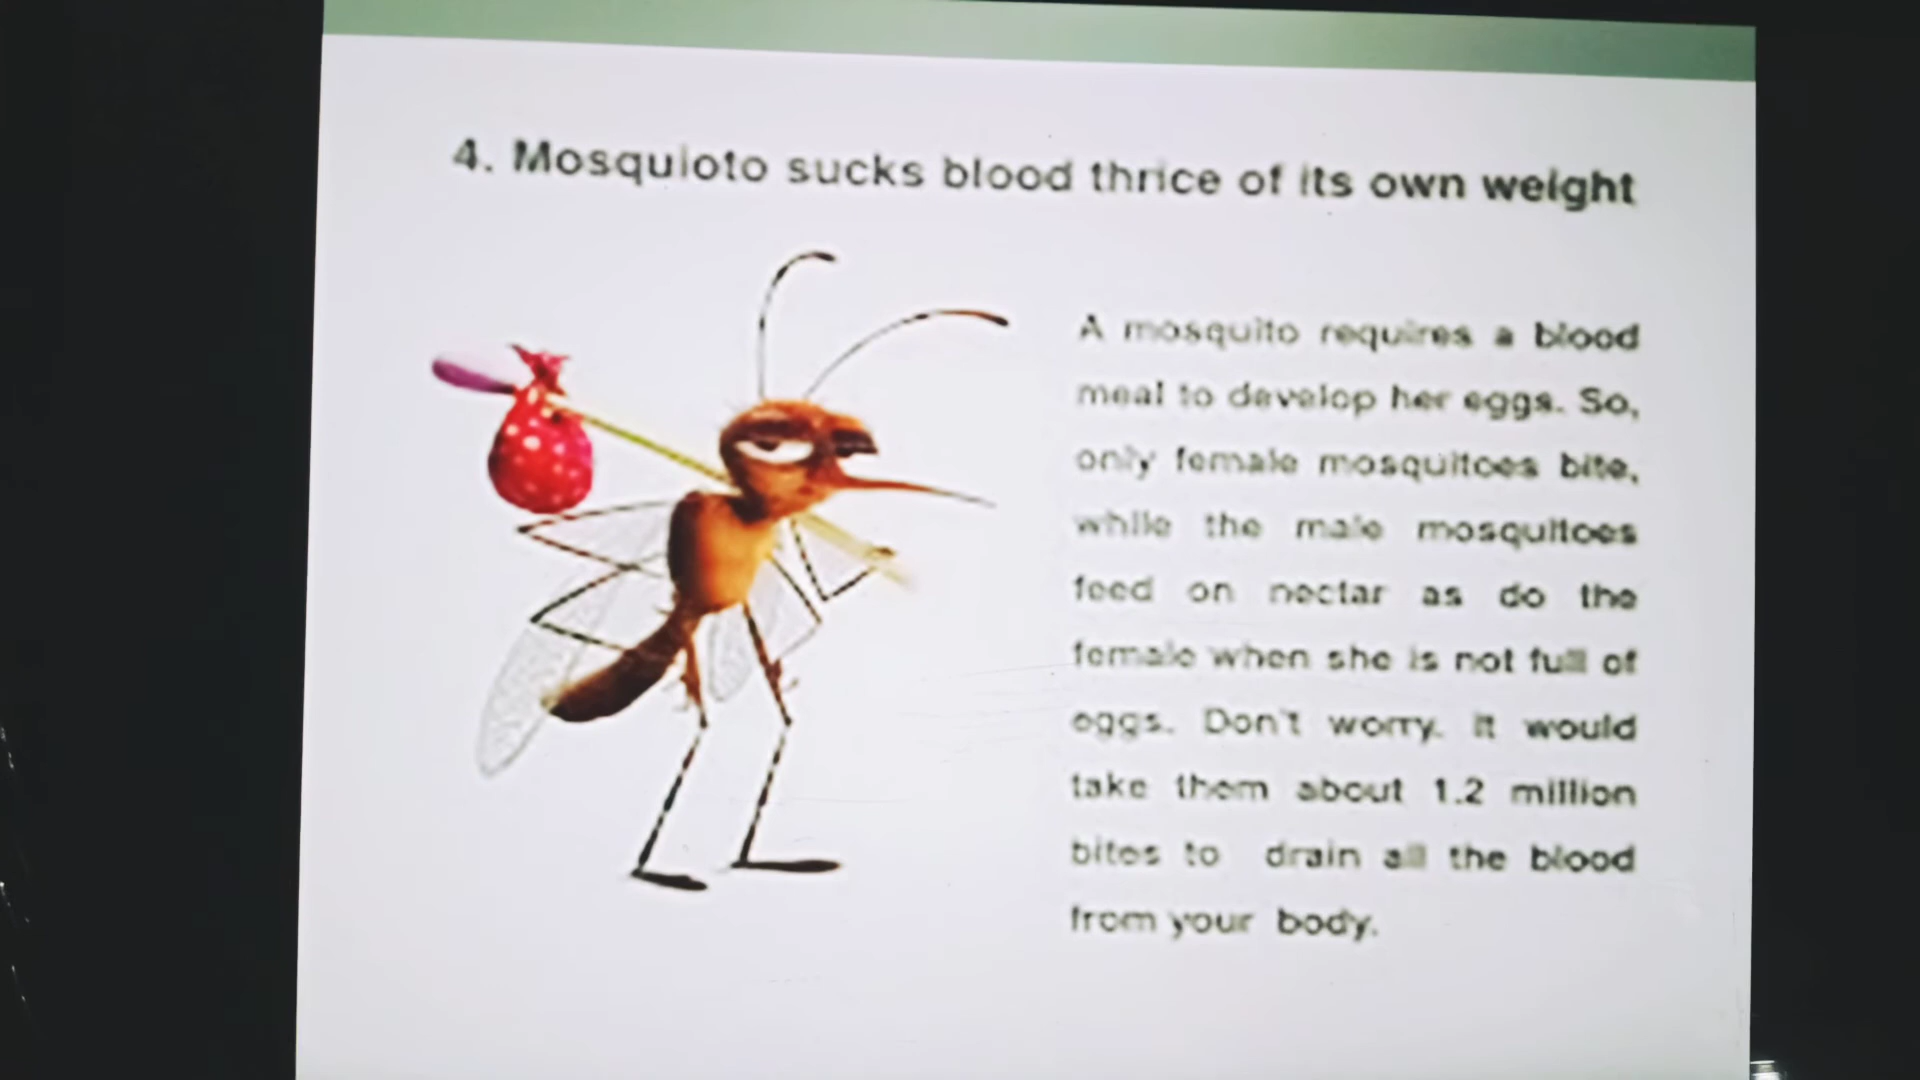 4. Mosquioto sucks blood thrice of its own weight
A mosquito requires a blood
meal to develop her eggs. So,
only female mosquitoes bite,
while the male mosquitoes
feed on nectar as do the
female when she is not full of
eggs. Don't worry. It would
take them about 1.2 million
bites to drain all the blood
from your body.